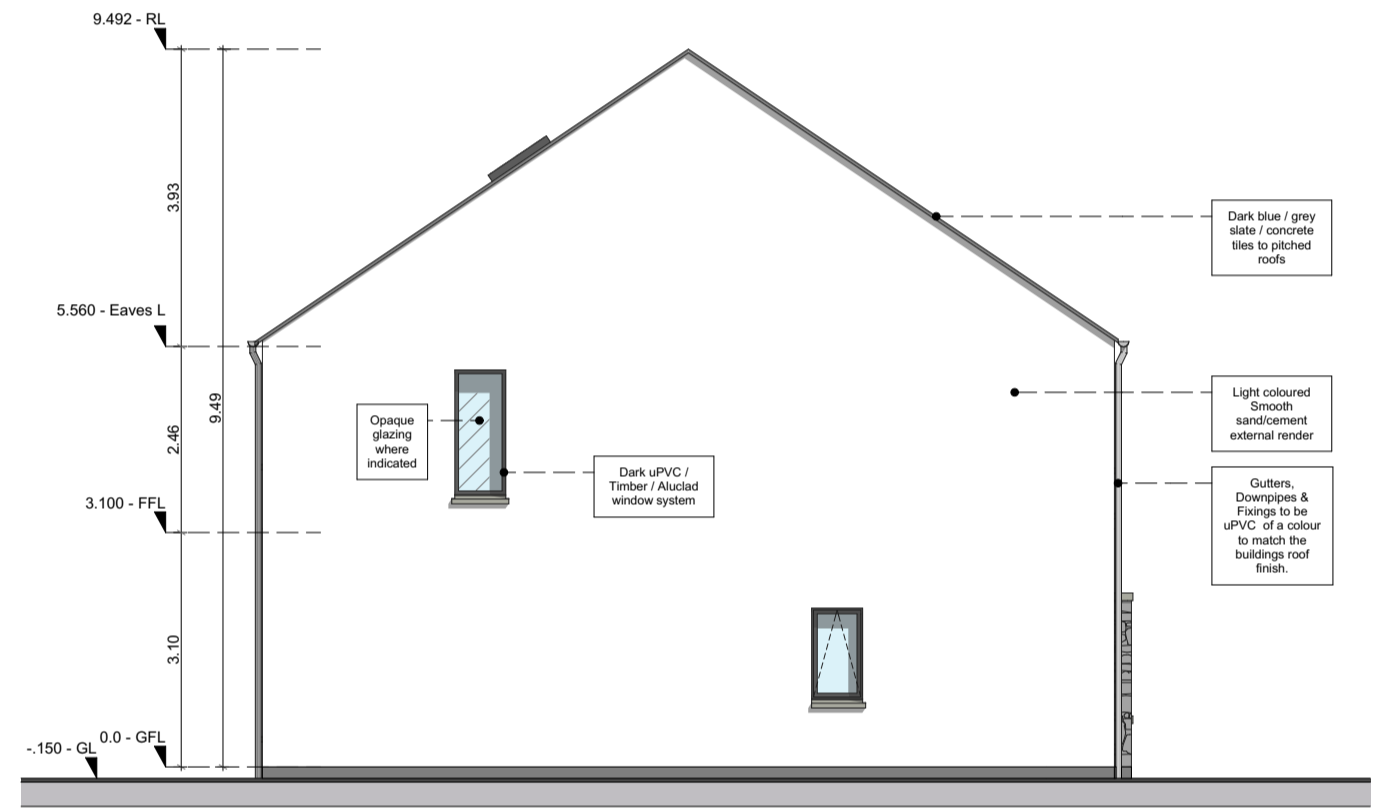 9.492 - RL
3.93
Dark blue / grey
slate / concrete
tiles to pitched
roofs
5.560 - Eaves L
9.49
2.46
Opaque
glazing
where
indicated
Dark uPVC /
Timber / Aluclad
window system
Light coloured
Smooth
sand/cement
external render
Gutters,
Downpipes &
Fixings to be
uPVC of a colour
to match the
buildings roof
finish.
3.100 - FFL
3.10
0.0 - GFL
-.150 - GL